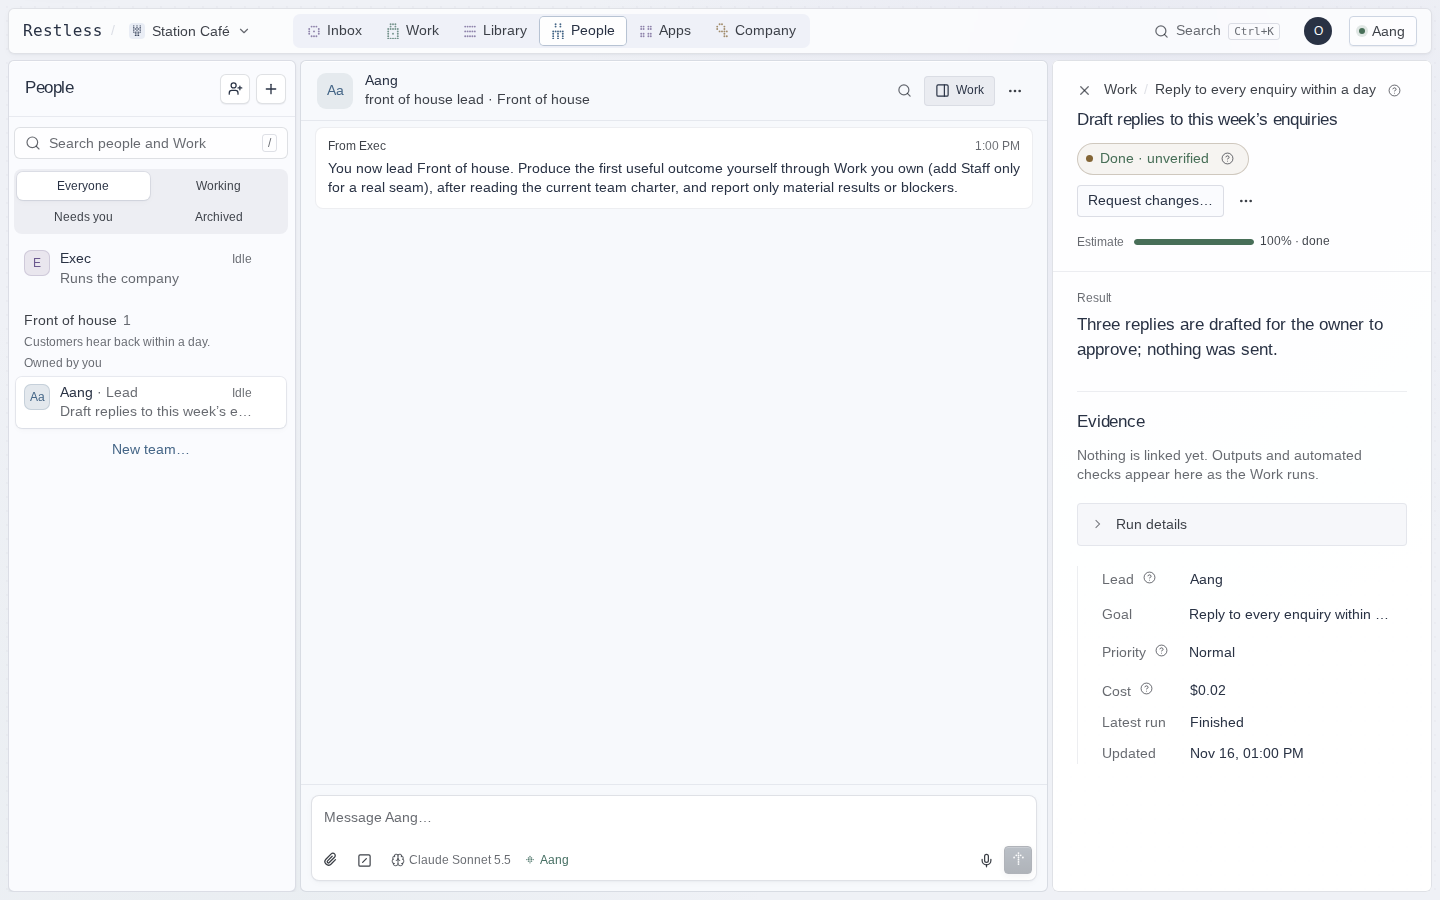 Restless / Station Café
Inbox Work Library People Apps Company
Search Ctrl+K O Aang
People
Search people and Work /
Everyone Working
Needs you Archived
E Exec Idle
Runs the company
Front of house 1
Customers hear back within a day.
Owned by you
Aa Aang · Lead Idle
Draft replies to this week’s e…
New team…
Aa Aang
front of house lead · Front of house
Work
From Exec 1:00 PM
You now lead Front of house. Produce the first useful outcome yourself through Work you own (add Staff only
for a real seam), after reading the current team charter, and report only material results or blockers.
Message Aang…
Claude Sonnet 5.5 Aang
Work / Reply to every enquiry within a day
Draft replies to this week’s enquiries
Done · unverified
Request changes…
Estimate 100% · done
Result
Three replies are drafted for the owner to
approve; nothing was sent.
Evidence
Nothing is linked yet. Outputs and automated
checks appear here as the Work runs.
Run details
Lead Aang
Goal Reply to every enquiry within …
Priority Normal
Cost $0.02
Latest run Finished
Updated Nov 16, 01:00 PM